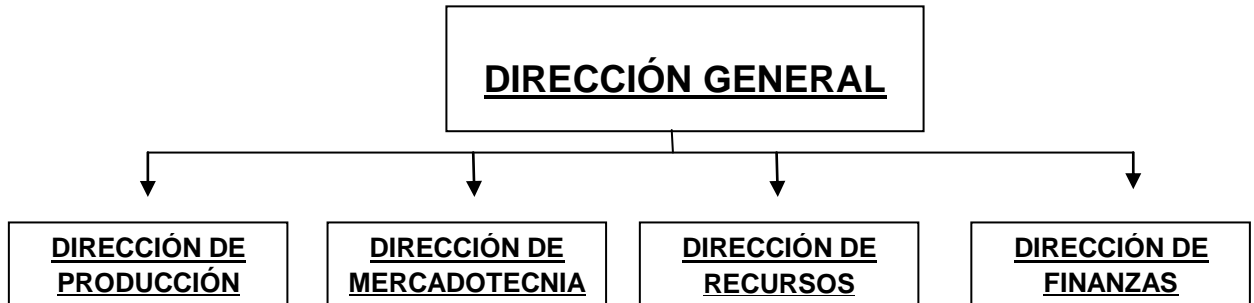 DIRECCIÓN GENERAL
DIRECCIÓN DE
PRODUCCIÓN
DIRECCIÓN DE
MERCADOTECNIA
DIRECCIÓN DE
RECURSOS
DIRECCIÓN DE
FINANZAS